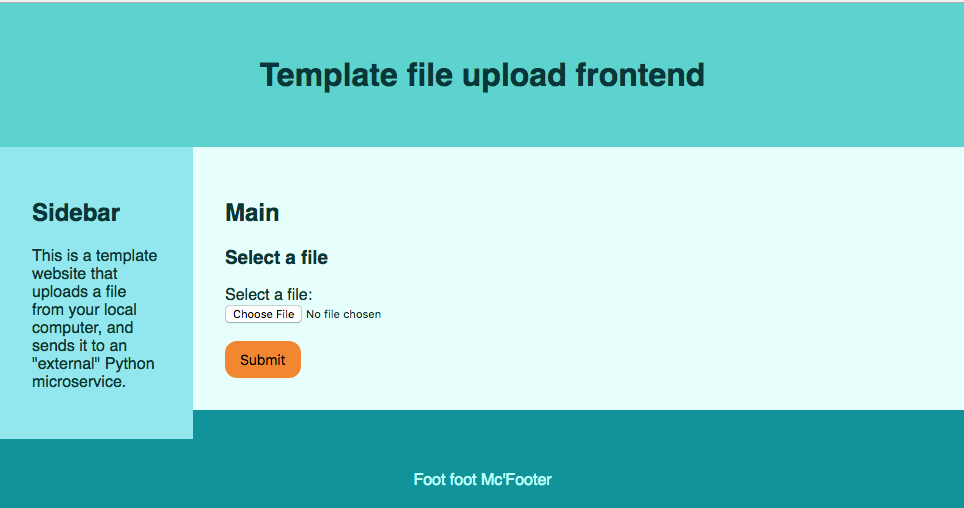 Template file upload frontend
Sidebar
This is a template
website that
uploads a file
from your local
computer, and
sends it to an
"external" Python
microservice.
Main
Select a file
Select a file:
Choose File No file chosen
Submit
Foot foot Mc'Footer